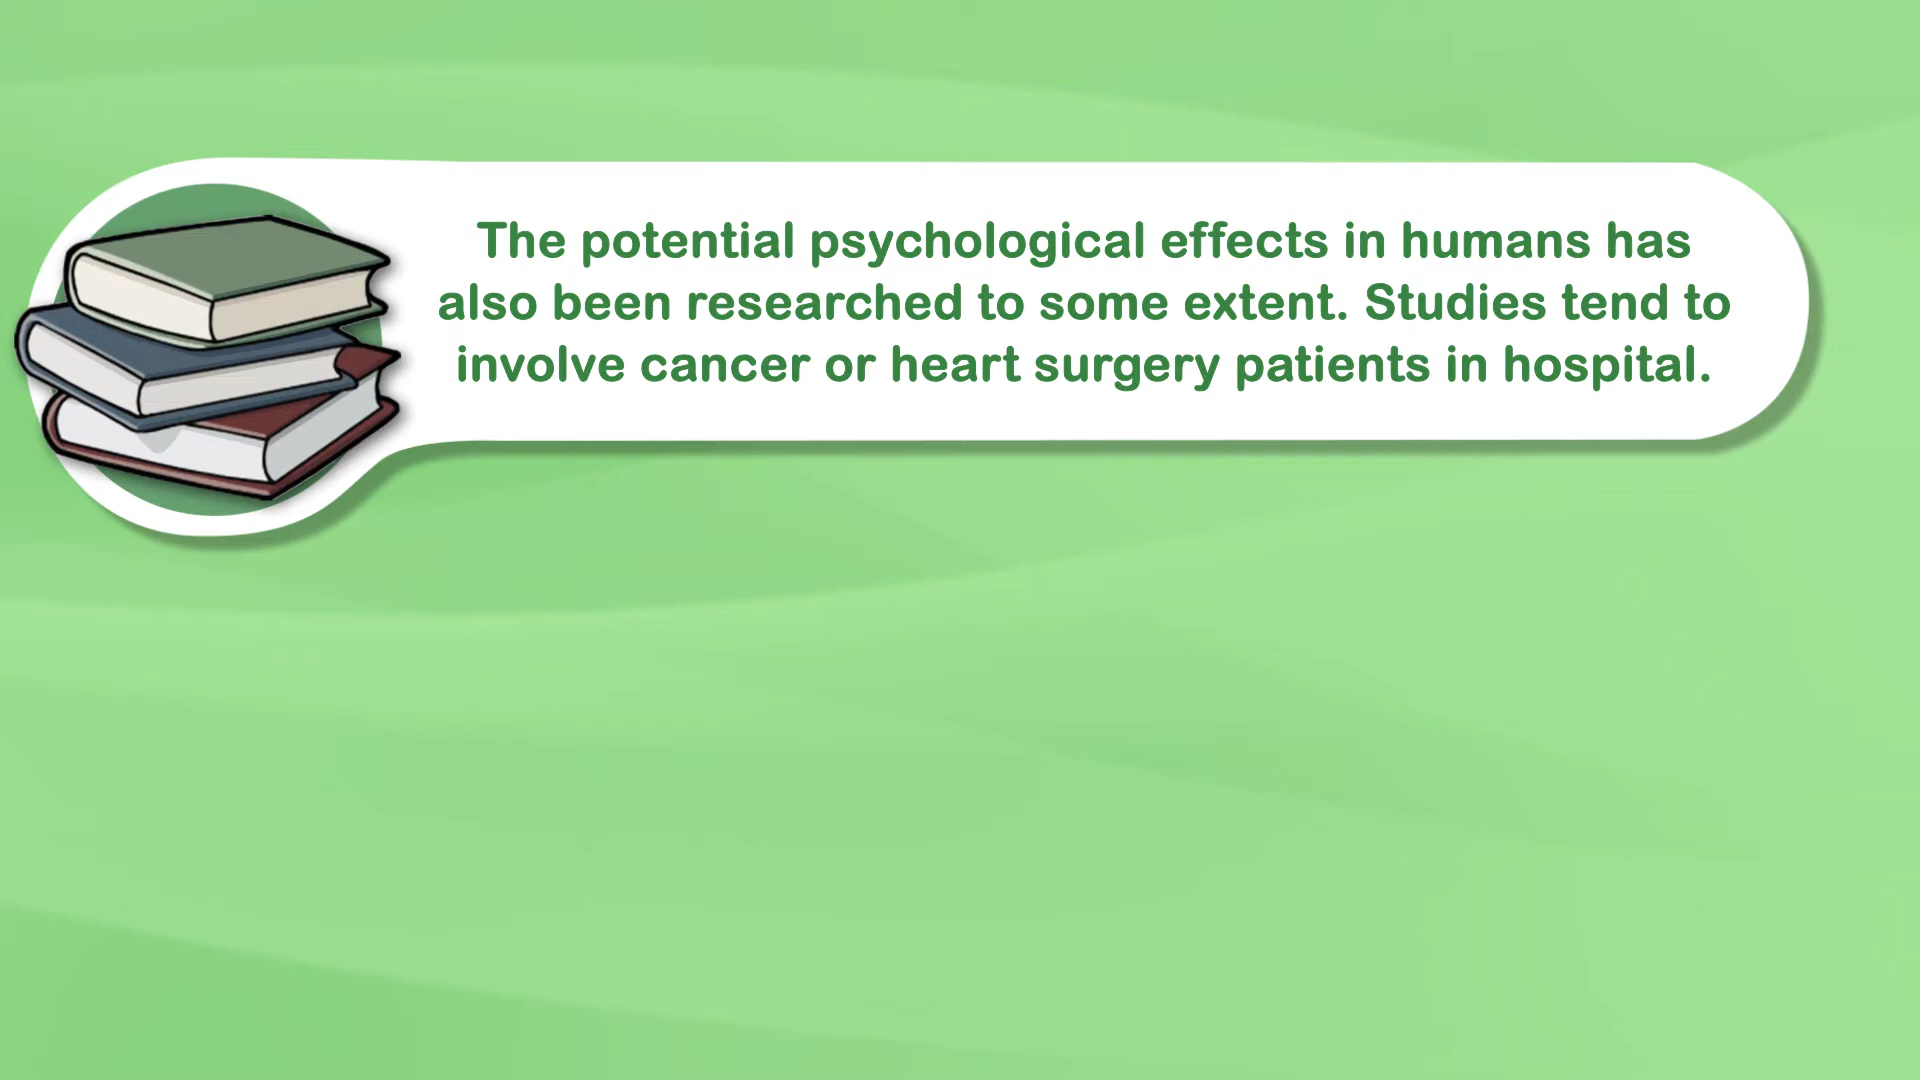 The potential psychological effects in humans has
also been researched to some extent. Studies tend to
involve cancer or heart surgery patients in hospital.